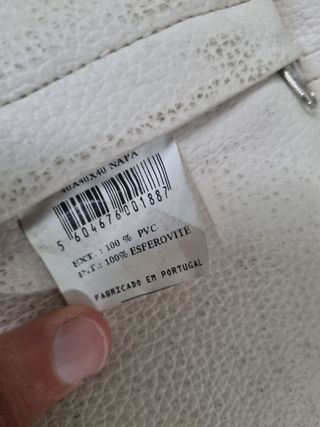 40X40X40 NAPA
5 604676 001887
EXT. : 100 % PVC
INT.: 100% ESFEROVITE
FABRICADO EM PORTUGAL